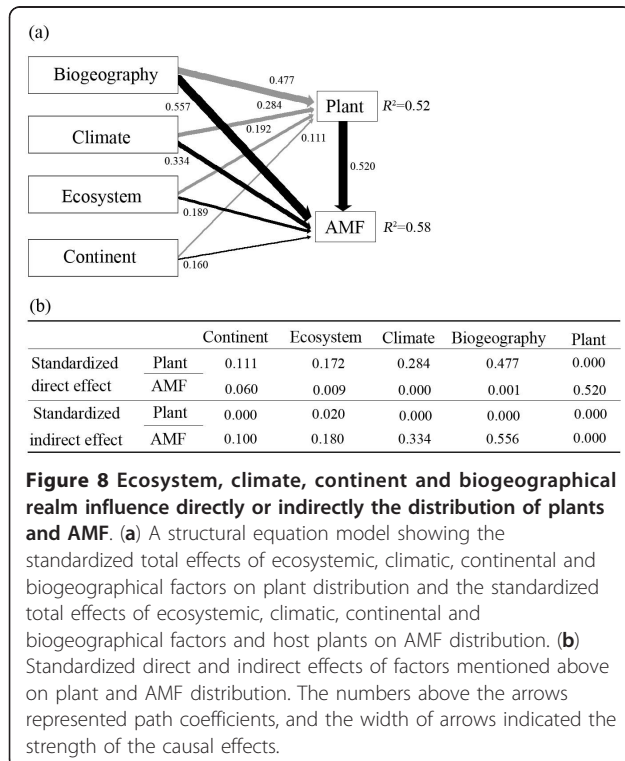 (a)
Biogeography
0.477
0.557
0.284
Plant
R²=0.52
0.192
0.111
Climate
0.334
0.520
Ecosystem
0.189
AMF
R²=0.58
Continent
0.160
(b)
Continent Ecosystem Climate Biogeography Plant
Standardized Plant 0.111 0.172 0.284 0.477 0.000
direct effect AMF 0.060 0.009 0.000 0.001 0.520
Standardized Plant 0.000 0.020 0.000 0.000 0.000
indirect effect AMF 0.100 0.180 0.334 0.556 0.000
Figure 8 Ecosystem, climate, continent and biogeographical
realm influence directly or indirectly the distribution of plants
and AMF. (a) A structural equation model showing the
standardized total effects of ecosystemic, climatic, continental and
biogeographical factors on plant distribution and the standardized
total effects of ecosystemic, climatic, continental and
biogeographical factors and host plants on AMF distribution. (b)
Standardized direct and indirect effects of factors mentioned above
on plant and AMF distribution. The numbers above the arrows
represented path coefficients, and the width of arrows indicated the
strength of the causal effects.